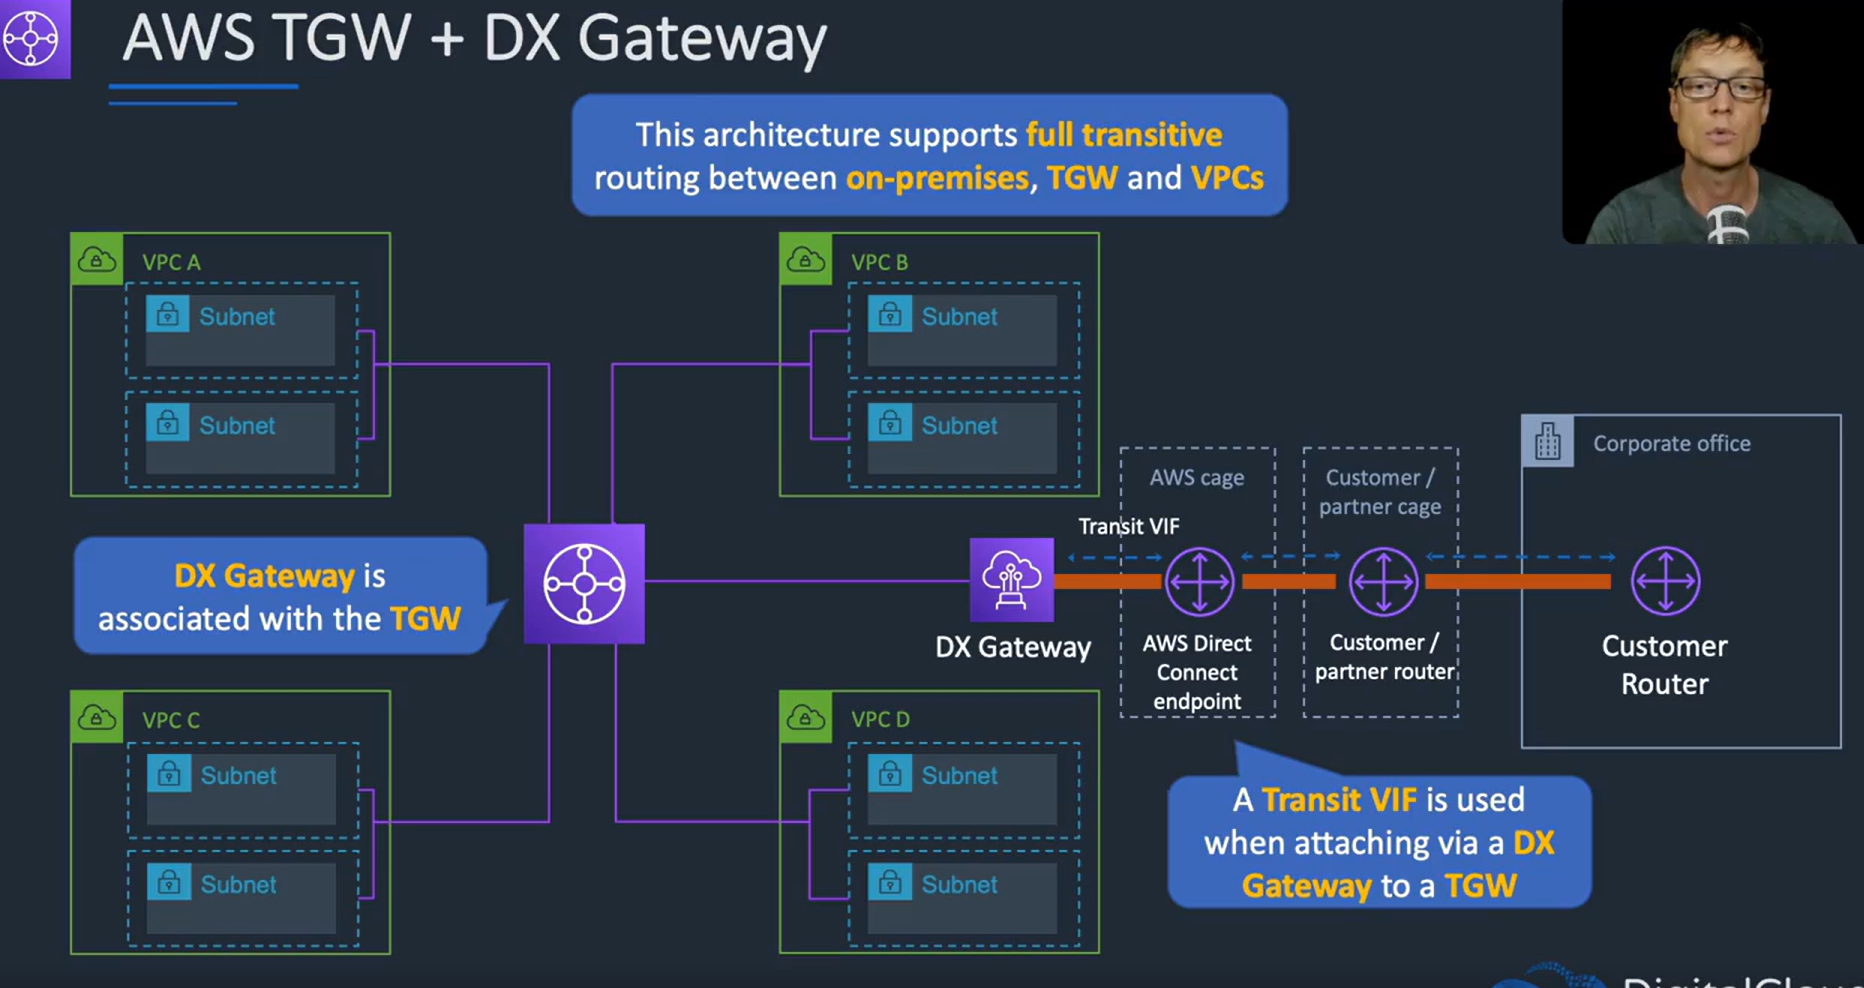 AWS TGW + DX Gateway
This architecture supports full transitive
routing between on-premises, TGW and VPCs
VPC A
Subnet
Subnet
VPC B
Subnet
Subnet
DX Gateway is
associated with the TGW
Transit VIF
DX Gateway
AWS cage
AWS Direct
Connect
endpoint
Customer /
partner cage
Customer /
partner router
Corporate office
Customer
Router
VPC C
Subnet
Subnet
VPC D
Subnet
Subnet
A Transit VIF is used
when attaching via a DX
Gateway to a TGW